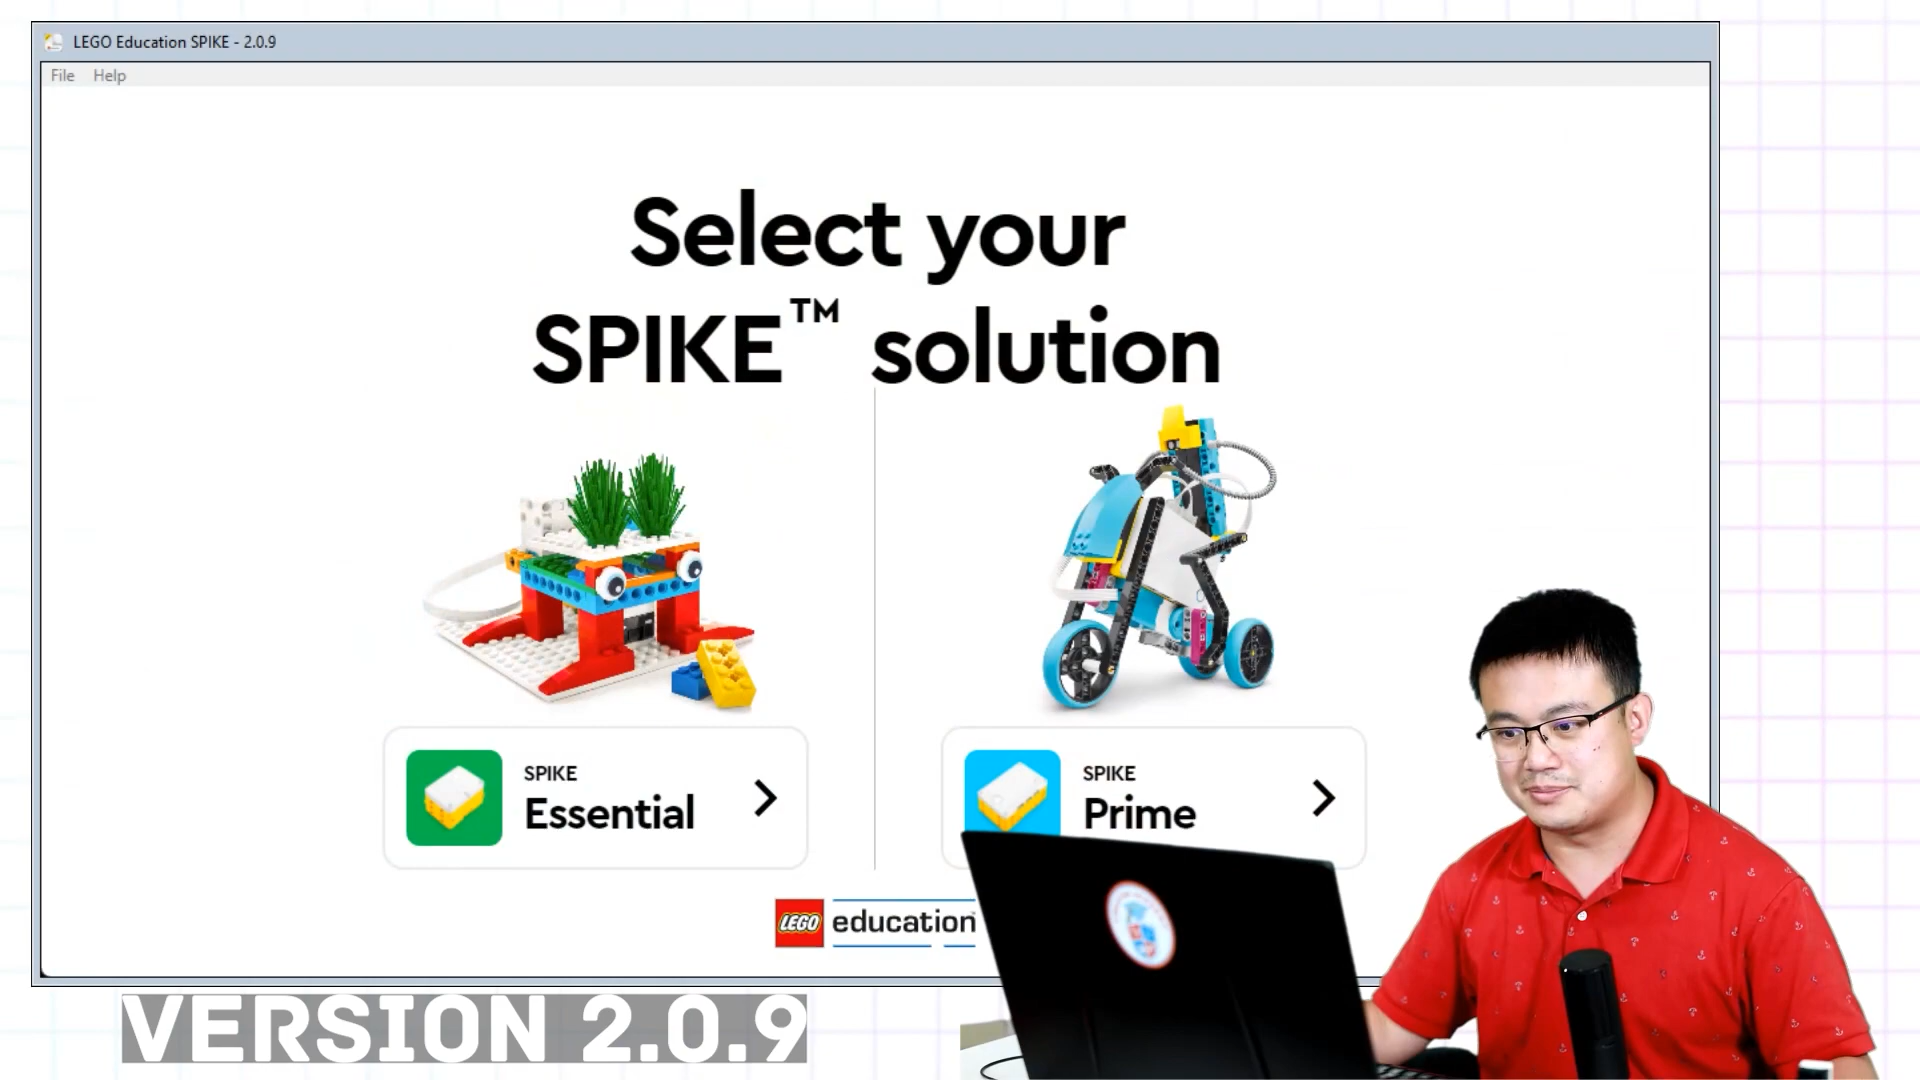 LEGO Education SPIKE - 2.0.9
File Help
Select your
SPIKE™ solution
SPIKE
Essential
SPIKE
Prime
LEGO education
VERSION 2.0.9